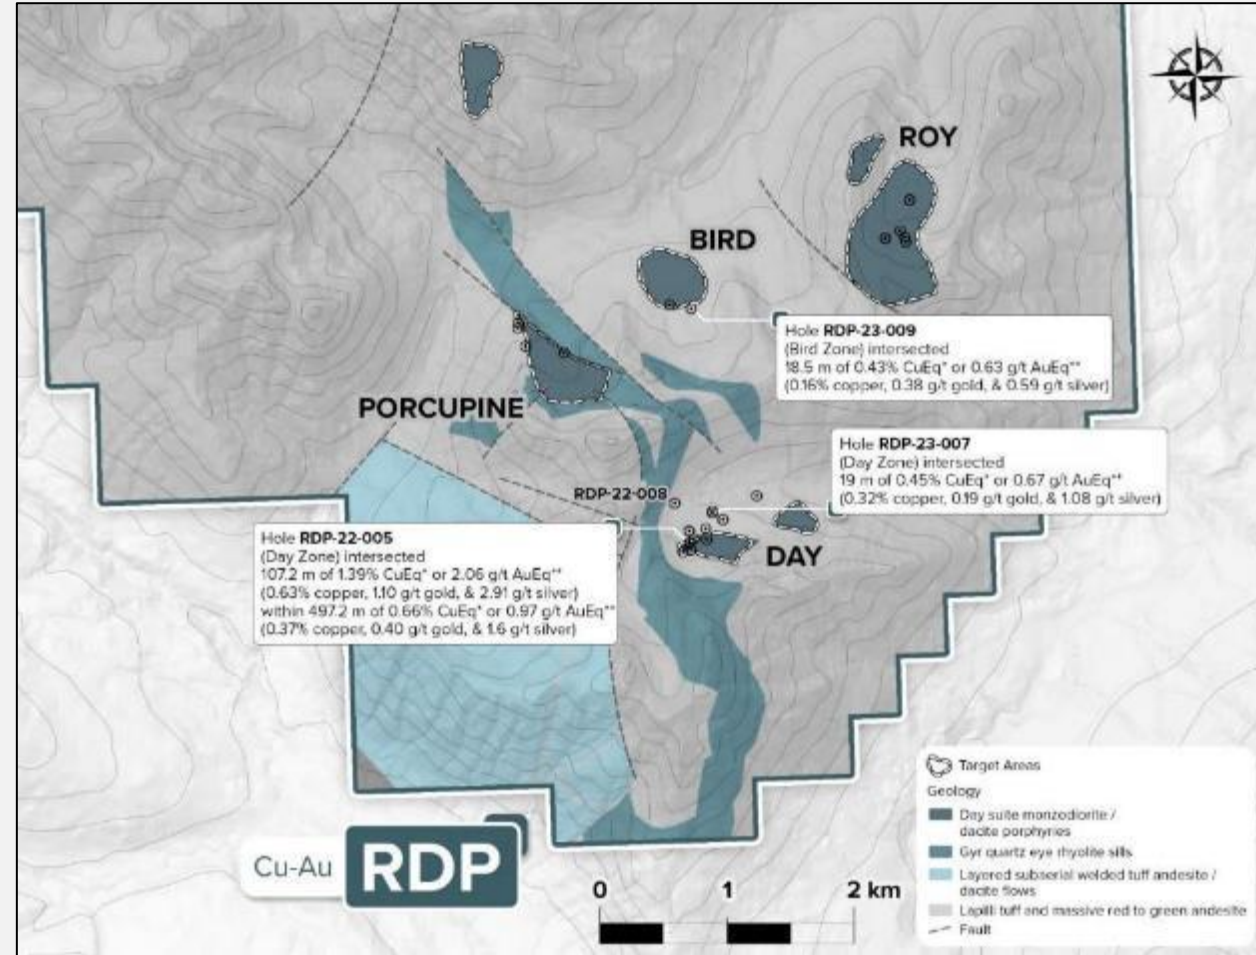 ROY
BIRD
Hole RDP-23-009
(Bird Zone) intersected
18.5 m of 0.43% CuEq* or 0.63 g/t AuEq**
(0.16% copper, 0.38 g/t gold, & 0.59 g/t silver)
PORCUPINE
Hole RDP-23-007
(Day Zone) intersected
19 m of 0.45% CuEq* or 0.67 g/t AuEq**
(0.32% copper, 0.19 g/t gold, & 1.08 g/t silver)
RDP-22-008
DAY
Hole RDP-22-005
(Day Zone) intersected
107.2 m of 1.39% CuEq* or 2.06 g/t AuEq**
(0.63% copper, 1.10 g/t gold, & 2.91 g/t silver)
within 497.2 m of 0.66% CuEq* or 0.97 g/t AuEq**
(0.37% copper, 0.40 g/t gold, & 1.6 g/t silver)
Target Areas
Geology
Day suite monzodiorite /
dacite porphyries
Gyr quartz eye rhyolite sills
Layered subaerial welded tuff andesite /
dacite flows
Lapilli tuff and massive red to green andesite
Fault
Cu-Au RDP
0 1 2 km